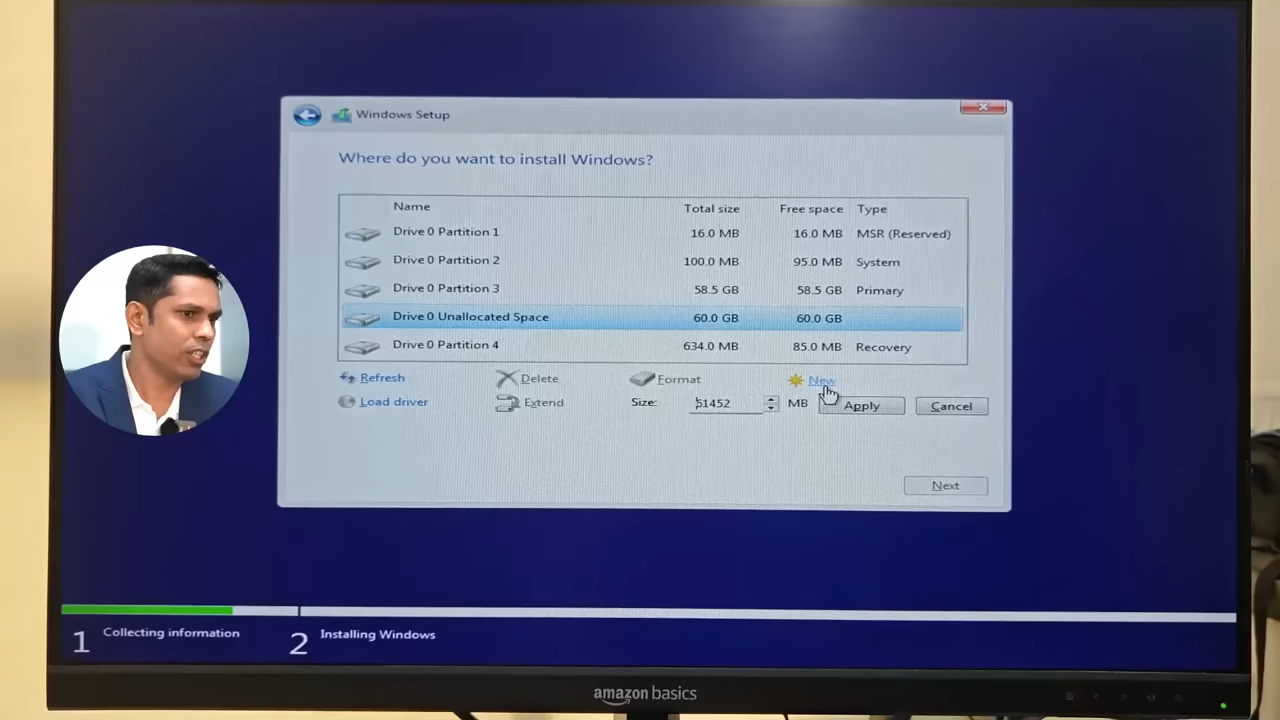 Windows Setup
Where do you want to install Windows?
Name Total size Free space Type
Drive 0 Partition 1 16.0 MB 16.0 MB MSR (Reserved)
Drive 0 Partition 2 100.0 MB 95.0 MB System
Drive 0 Partition 3 58.5 GB 58.5 GB Primary
Drive 0 Unallocated Space 60.0 GB 60.0 GB
Drive 0 Partition 4 634.0 MB 85.0 MB Recovery
Refresh Delete Format New
Load driver Extend Size: 61452 MB Apply Cancel
Next
1 Collecting information 2 Installing Windows
amazon basics